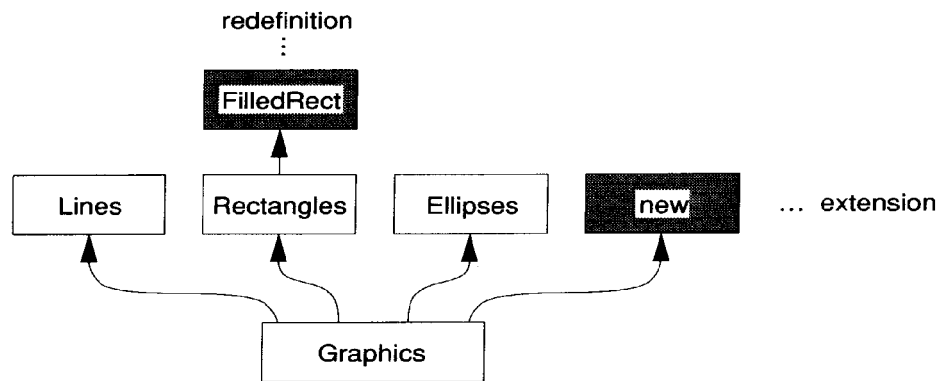 redefinition
⋮
FilledRect
Lines
Rectangles
Ellipses
new
... extension
Graphics